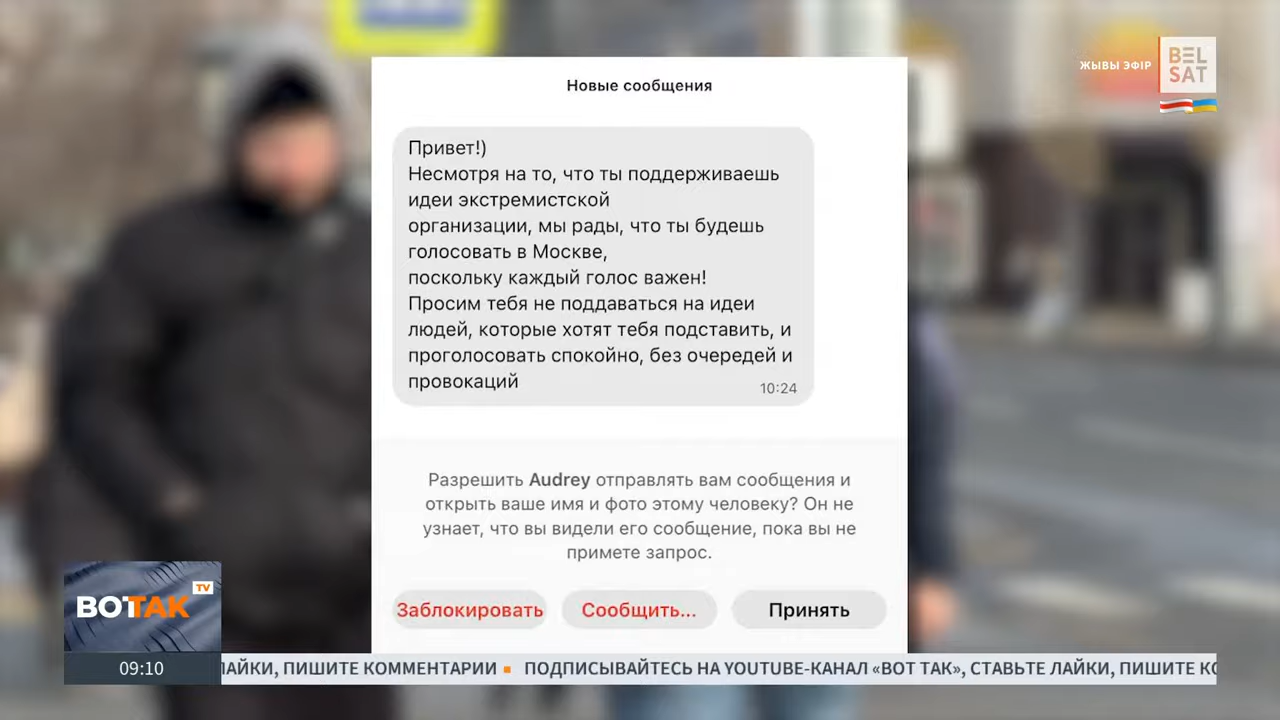 ЖЫВЫ ЭФІР
BEL
SAT
Новые сообщения
Привет!)
Несмотря на то, что ты поддерживаешь
идеи экстремистской
организации, мы рады, что ты будешь
голосовать в Москве,
поскольку каждый голос важен!
Просим тебя не поддаваться на идеи
людей, которые хотят тебя подставить, и
проголосовать спокойно, без очередей и
провокаций
10:24
Разрешить Audrey отправлять вам сообщения и
открыть ваше имя и фото этому человеку? Он не
узнает, что вы видели его сообщение, пока вы не
примете запрос.
Заблокировать Сообщить... Принять
ВОТ ТАК TV
09:10
ЛАЙКИ, ПИШИТЕ КОММЕНТАРИИ ▪ ПОДПИСЫВАЙТЕСЬ НА YOUTUBE-КАНАЛ «ВОТ ТАК», СТАВЬТЕ ЛАЙКИ, ПИШИТЕ КО